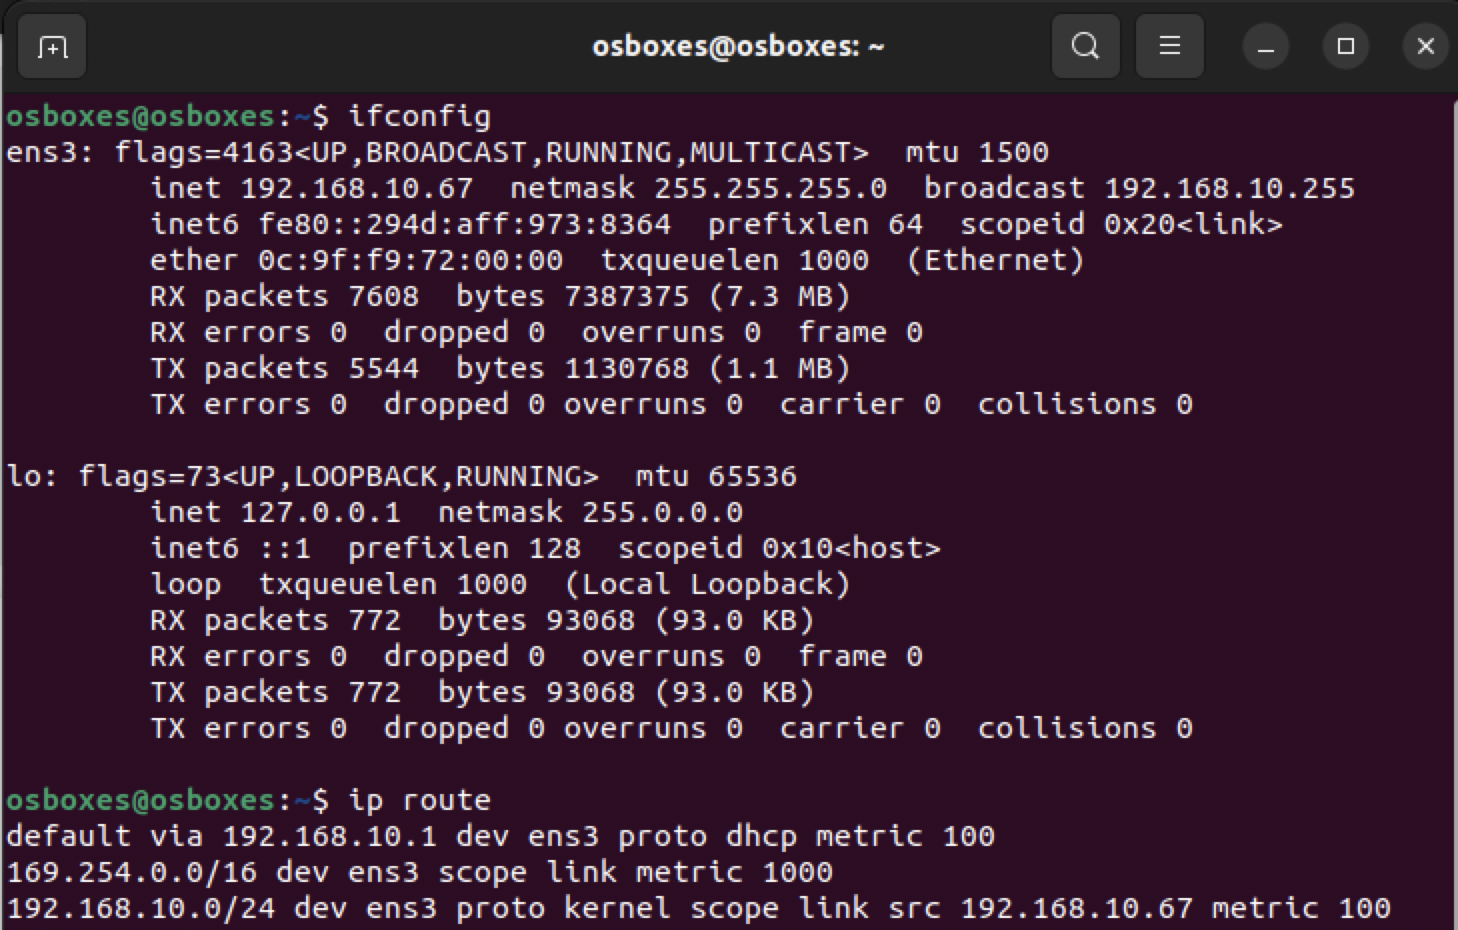 osboxes@osboxes: ~
osboxes@osboxes:~$ ifconfig
ens3: flags=4163<UP,BROADCAST,RUNNING,MULTICAST>  mtu 1500
        inet 192.168.10.67  netmask 255.255.255.0  broadcast 192.168.10.255
        inet6 fe80::294d:aff:973:8364  prefixlen 64  scopeid 0x20<link>
        ether 0c:9f:f9:72:00:00  txqueuelen 1000  (Ethernet)
        RX packets 7608  bytes 7387375 (7.3 MB)
        RX errors 0  dropped 0  overruns 0  frame 0
        TX packets 5544  bytes 1130768 (1.1 MB)
        TX errors 0  dropped 0 overruns 0  carrier 0  collisions 0

lo: flags=73<UP,LOOPBACK,RUNNING>  mtu 65536
        inet 127.0.0.1  netmask 255.0.0.0
        inet6 ::1  prefixlen 128  scopeid 0x10<host>
        loop  txqueuelen 1000  (Local Loopback)
        RX packets 772  bytes 93068 (93.0 KB)
        RX errors 0  dropped 0  overruns 0  frame 0
        TX packets 772  bytes 93068 (93.0 KB)
        TX errors 0  dropped 0 overruns 0  carrier 0  collisions 0

osboxes@osboxes:~$ ip route
default via 192.168.10.1 dev ens3 proto dhcp metric 100
169.254.0.0/16 dev ens3 scope link metric 1000
192.168.10.0/24 dev ens3 proto kernel scope link src 192.168.10.67 metric 100